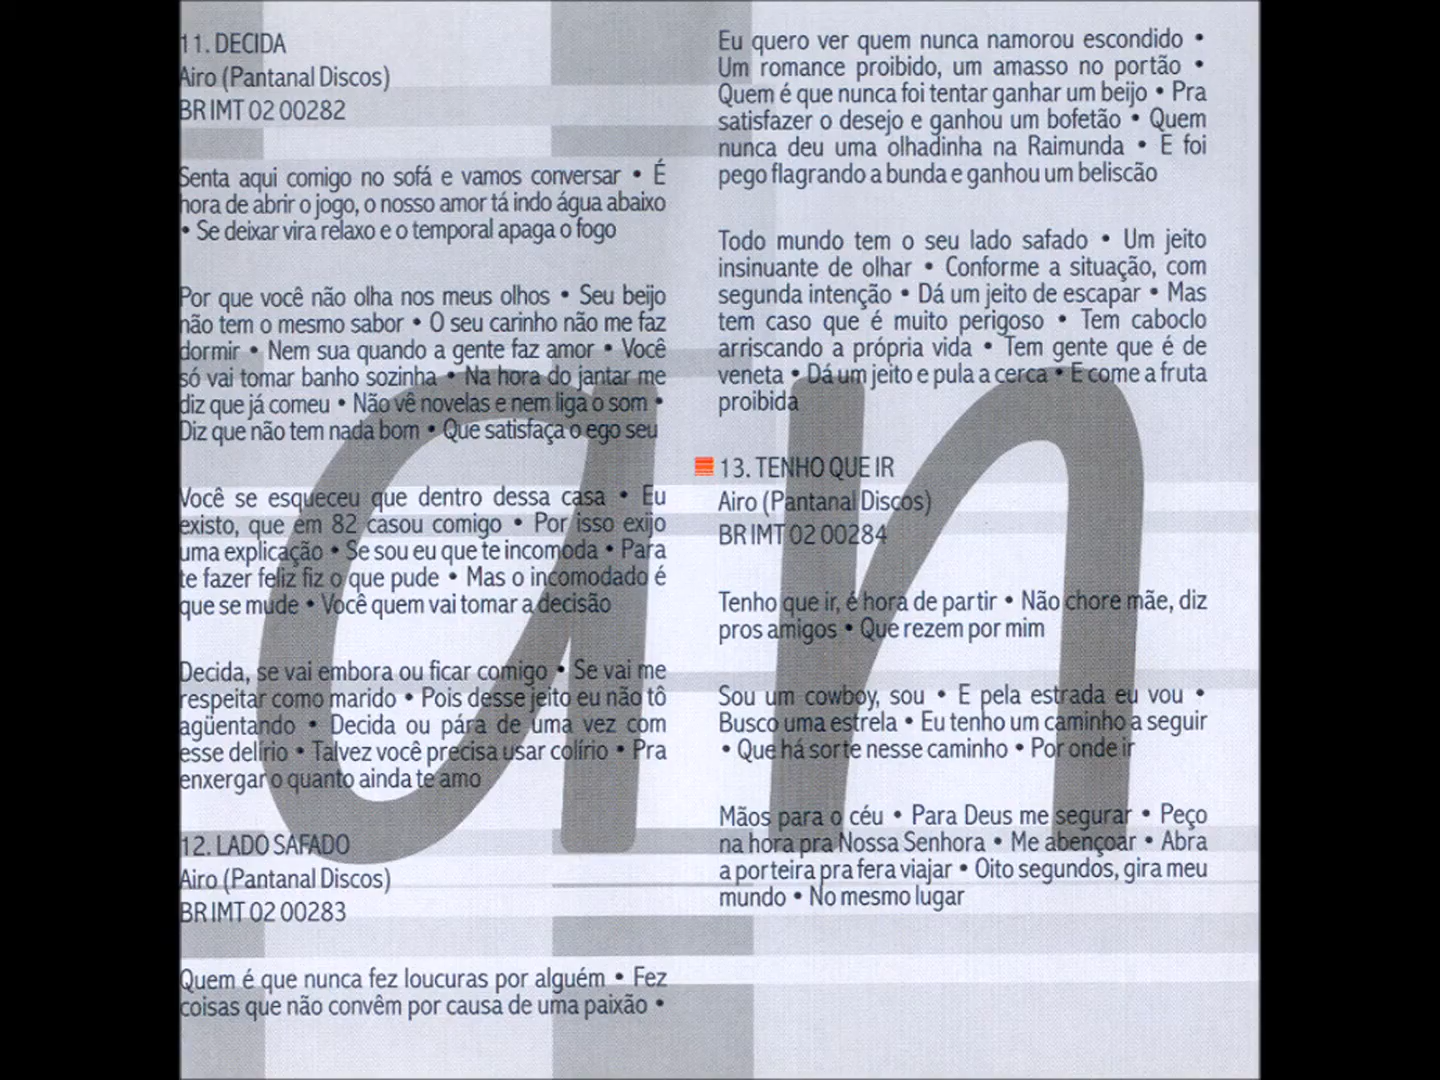 11. DECIDA
Airo (Pantanal Discos)
BR IMT 02 00282
Senta aqui comigo no sofá e vamos conversar • É
hora de abrir o jogo, o nosso amor tá indo água abaixo
• Se deixar vira relaxo e o temporal apaga o fogo
Por que você não olha nos meus olhos • Seu beijo
não tem o mesmo sabor • O seu carinho não me faz
dormir • Nem sua quando a gente faz amor • Você
só vai tomar banho sozinha • Na hora do jantar me
diz que já comeu • Não vê novelas e nem liga o som •
Diz que não tem nada bom • Que satisfaça o ego seu
Você se esqueceu que dentro dessa casa • Eu
existo, que em 82 casou comigo • Por isso exijo
uma explicação • Se sou eu que te incomoda • Para
te fazer feliz fiz o que pude • Mas o incomodado é
que se mude • Você quem vai tomar a decisão
Decida, se vai embora ou ficar comigo • Se vai me
respeitar como marido • Pois desse jeito eu não tô
agüentando • Decida ou pára de uma vez com
esse delírio • Talvez você precisa usar colírio • Pra
enxergar o quanto ainda te amo
12. LADO SAFADO
Airo (Pantanal Discos)
BR IMT 02 00283
Quem é que nunca fez loucuras por alguém • Fez
coisas que não convêm por causa de uma paixão •
Eu quero ver quem nunca namorou escondido •
Um romance proibido, um amasso no portão •
Quem é que nunca foi tentar ganhar um beijo • Pra
satisfazer o desejo e ganhou um bofetão • Quem
nunca deu uma olhadinha na Raimunda • E foi
pego flagrando a bunda e ganhou um beliscão
Todo mundo tem o seu lado safado • Um jeito
insinuante de olhar • Conforme a situação, com
segunda intenção • Dá um jeito de escapar • Mas
tem caso que é muito perigoso • Tem caboclo
arriscando a própria vida • Tem gente que é de
veneta • Dá um jeito e pula a cerca • E come a fruta
proibida
13. TENHO QUE IR
Airo (Pantanal Discos)
BR IMT 02 00284
Tenho que ir, é hora de partir • Não chore mãe, diz
pros amigos • Que rezem por mim
Sou um cowboy, sou • E pela estrada eu vou •
Busco uma estrela • Eu tenho um caminho a seguir
• Que há sorte nesse caminho • Por onde ir
Mãos para o céu • Para Deus me segurar • Peço
na hora pra Nossa Senhora • Me abençoar • Abra
a porteira pra fera viajar • Oito segundos, gira meu
mundo • No mesmo lugar
an